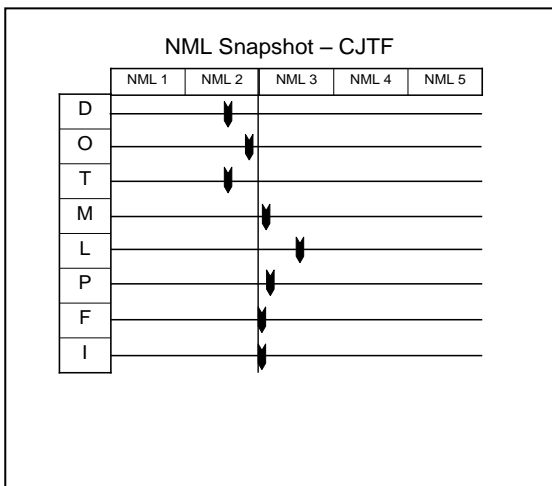 NML Snapshot – CJTF
NML 1 NML 2 NML 3 NML 4 NML 5
D
O
T
M
L
P
F
I